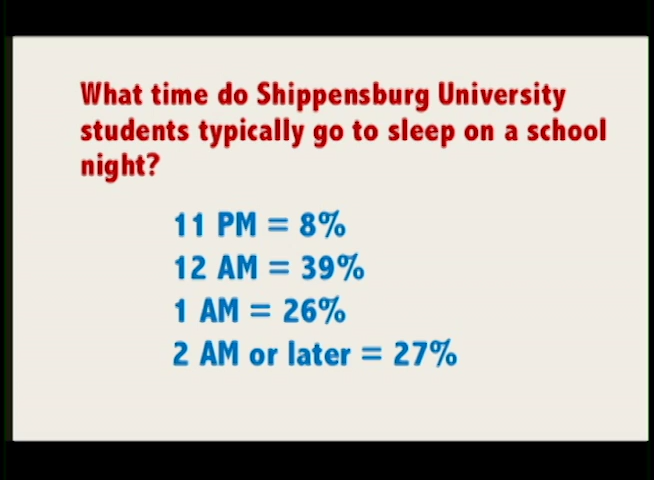 What time do Shippensburg University
students typically go to sleep on a school
night?
11 PM = 8%
12 AM = 39%
1 AM = 26%
2 AM or later = 27%